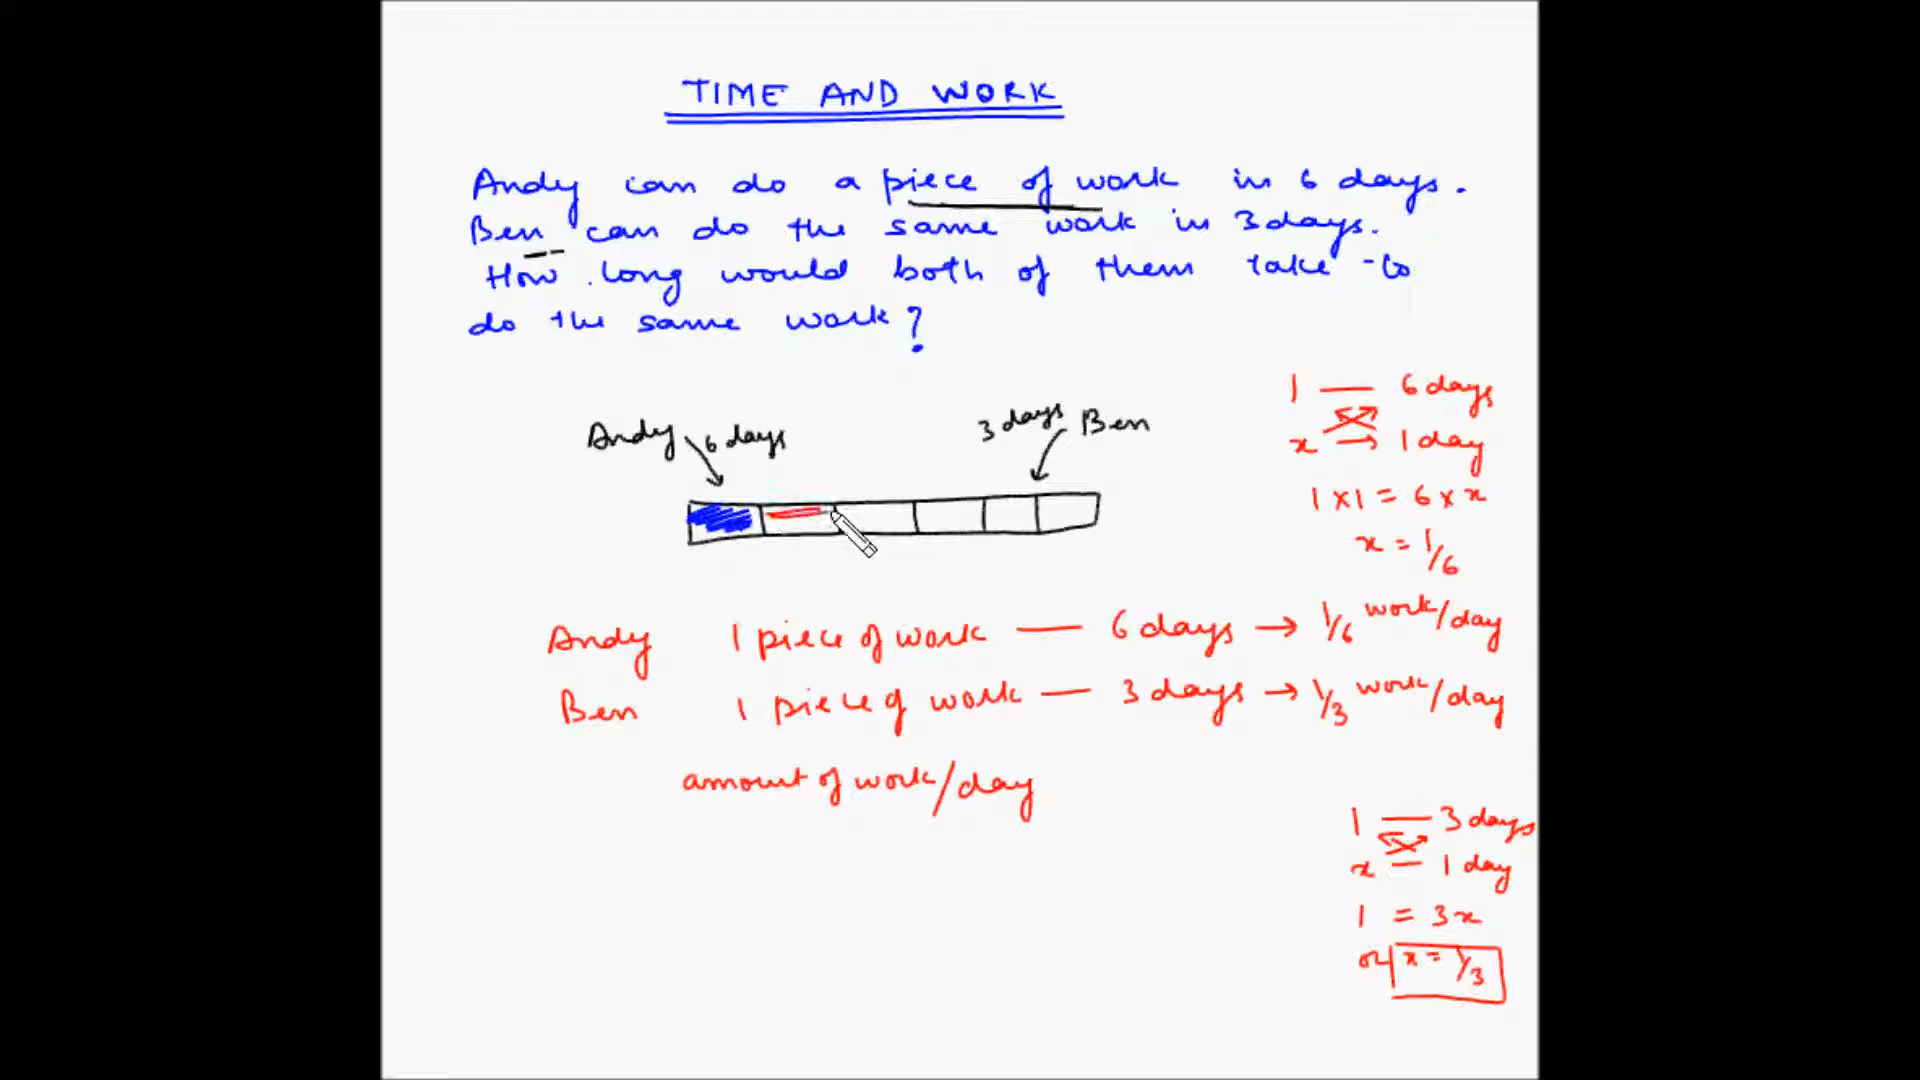 TIME AND WORK
Andy can do a piece of work in 6 days.
Ben can do the same work in 3 days.
How long would both of them take to
do the same work?
Andy 6 days 3 days Ben
1 — 6 days
x → 1 day
1 x 1 = 6 x x
x = 1/6
Andy 1 piece of work — 6 days → 1/6 work/day
Ben 1 piece of work — 3 days → 1/3 work/day
amount of work/day
1 — 3 days
x — 1 day
1 = 3x
or x = 1/3